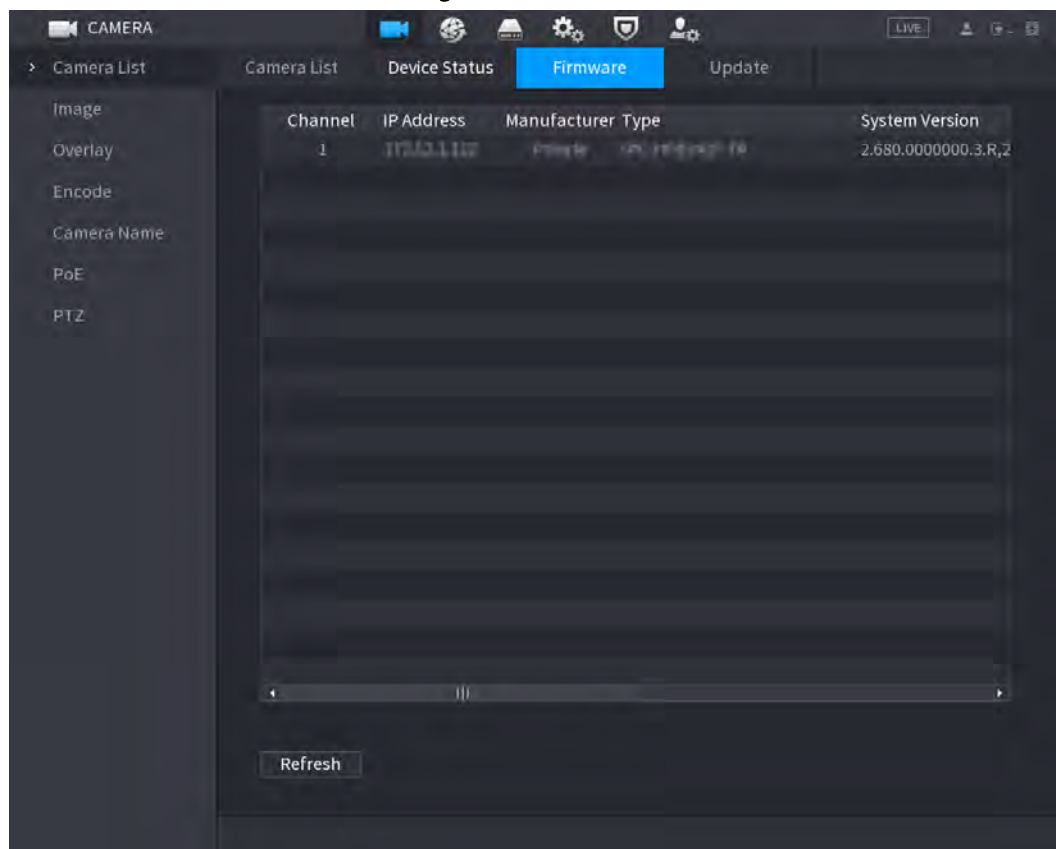 CAMERA
LIVE
Camera List
Camera List Device Status Firmware Update
Image
Overlay
Encode
Camera Name
PoE
PTZ
Channel IP Address Manufacturer Type System Version
1 2.680.0000000.3.R,2
Refresh